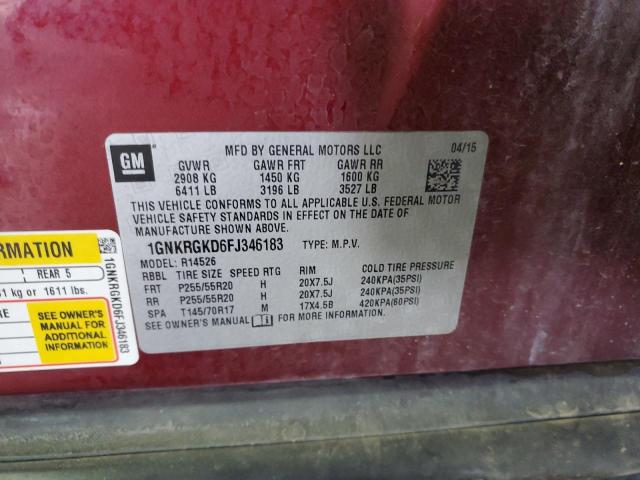 GM
MFD BY GENERAL MOTORS LLC 04/15
GVWR GAWR FRT GAWR RR
2908 KG 1450 KG 1600 KG
6411 LB 3196 LB 3527 LB
THIS VEHICLE CONFORMS TO ALL APPLICABLE U.S. FEDERAL MOTOR
VEHICLE SAFETY STANDARDS IN EFFECT ON THE DATE OF
MANUFACTURE SHOWN ABOVE.
1GNKRGKD6FJ346183 TYPE: M.P.V.
MODEL: R14526
RBBL TIRE SIZE SPEED RTG RIM COLD TIRE PRESSURE
FRT P255/55R20 H 20X7.5J 240KPA(35PSI)
RR P255/55R20 H 20X7.5J 240KPA(35PSI)
SPA T145/70R17 M 17X4.5B 420KPA(60PSI)
SEE OWNER'S MANUAL FOR MORE INFORMATION.
REAR 5
kg or 1611 lbs.
SEE OWNER'S
MANUAL FOR
ADDITIONAL
INFORMATION
1GNKRGKD6FJ346183